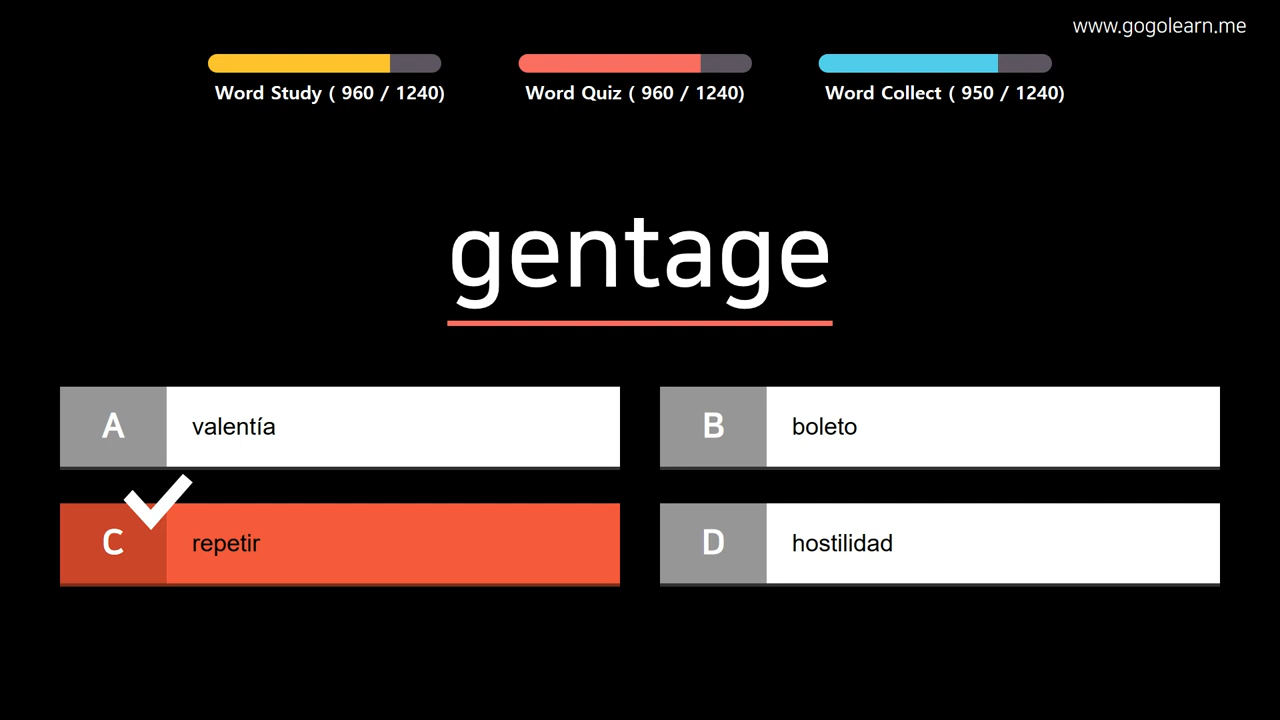 www.gogolearn.me
Word Study ( 960 / 1240)
Word Quiz ( 960 / 1240)
Word Collect ( 950 / 1240)
gentage
A
valentía
B
boleto
C
repetir
D
hostilidad